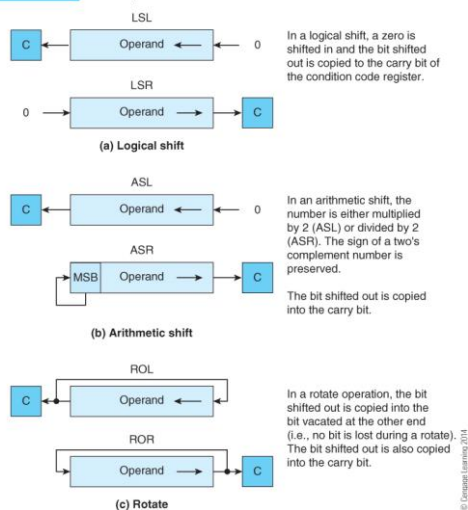 LSL
C
Operand
0
In a logical shift, a zero is
shifted in and the bit shifted
out is copied to the carry bit of
the condition code register.
LSR
0
Operand
C
(a) Logical shift
ASL
C
Operand
0
In an arithmetic shift, the
number is either multiplied
by 2 (ASL) or divided by 2
(ASR). The sign of a two's
complement number is
preserved.
ASR
MSB
Operand
C
The bit shifted out is copied
into the carry bit.
(b) Arithmetic shift
ROL
C
Operand
In a rotate operation, the bit
shifted out is copied into the
bit vacated at the other end
(i.e., no bit is lost during a rotate).
The bit shifted out is also copied
into the carry bit.
ROR
Operand
C
(c) Rotate
© Cengage Learning 2014